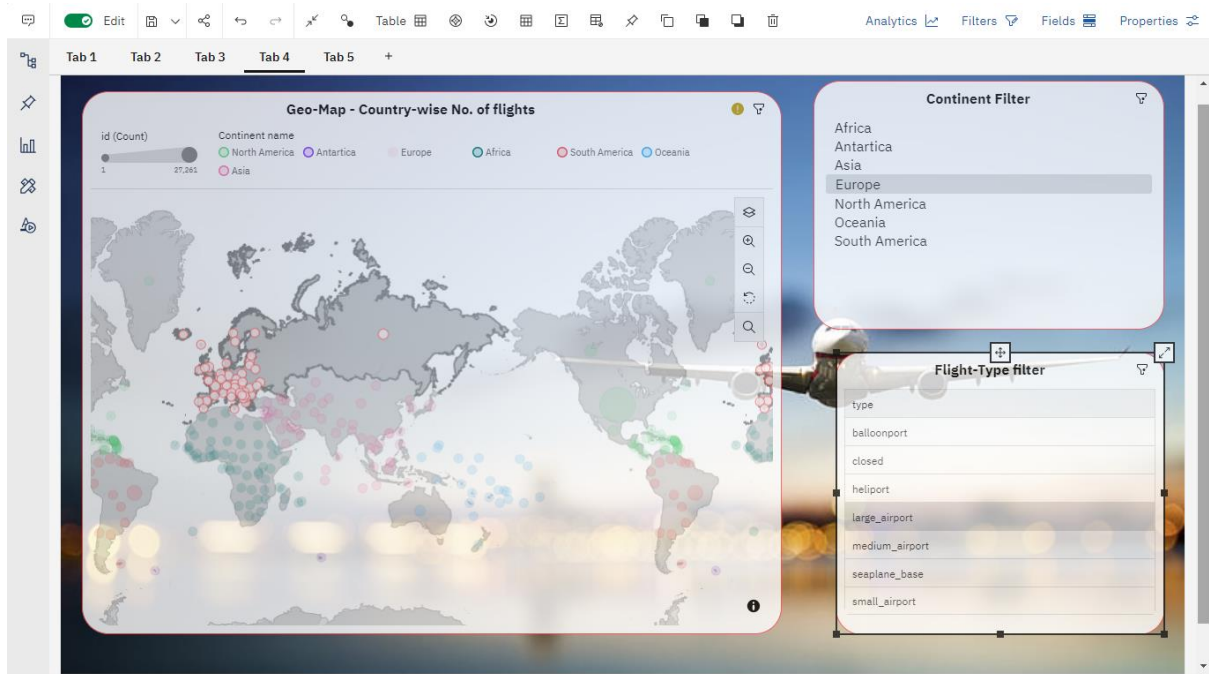 Edit
Table
Analytics
Filters
Fields
Properties
Tab 1 Tab 2 Tab 3 Tab 4 Tab 5 +
Geo-Map - Country-wise No. of flights
id (Count)
1 27,261
Continent name
North America Antartica Europe Africa South America Oceania
Asia
Continent Filter
Africa
Antartica
Asia
Europe
North America
Oceania
South America
Flight-Type filter
type
balloonport
closed
heliport
large_airport
medium_airport
seaplane_base
small_airport